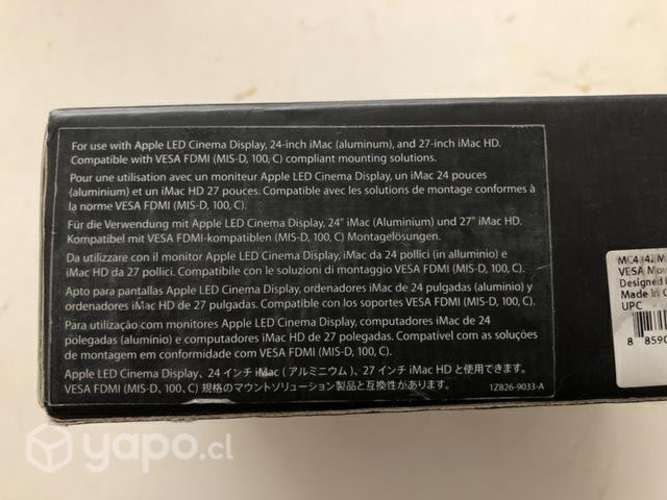 For use with Apple LED Cinema Display, 24-inch iMac (aluminum), and 27-inch iMac HD.
Compatible with VESA FDMI (MIS-D, 100, C) compliant mounting solutions.
Pour une utilisation avec un moniteur Apple LED Cinema Display, un iMac 24 pouces
(aluminium) et un iMac HD 27 pouces. Compatible avec les solutions de montage conformes à
la norme VESA FDMI (MIS-D, 100, C).
Für die Verwendung mit Apple LED Cinema Display, 24" iMac (Aluminium) und 27" iMac HD.
Kompatibel mit VESA FDMI-kompatiblen (MIS-D, 100, C) Montagelösungen.
Da utilizzare con il monitor Apple LED Cinema Display, iMac da 24 pollici (in alluminio) e
iMac HD da 27 pollici. Compatibile con le soluzioni di montaggio VESA FDMI (MIS-D, 100, C).
Apto para pantallas Apple LED Cinema Display, ordenadores iMac de 24 pulgadas (aluminio) y
ordenadores iMac HD de 27 pulgadas. Compatible con los soportes VESA FDMI (MIS-D, 100, C).
Para utilização com monitores Apple LED Cinema Display, computadores iMac de 24
polegadas (alumínio) e computadores iMac HD de 27 polegadas. Compatível com as soluções
de montagem em conformidade com VESA FDMI (MIS-D, 100, C).
Apple LED Cinema Display、24 インチ iMac（アルミニウム）、27 インチ iMac HD と使用できます。
VESA FDMI (MIS-D、100、C) 規格のマウントソリューション製品と互換性があります。
1Z826-9033-A
VESA
Designed
Made in
UPC
8 8590
yapo.cl